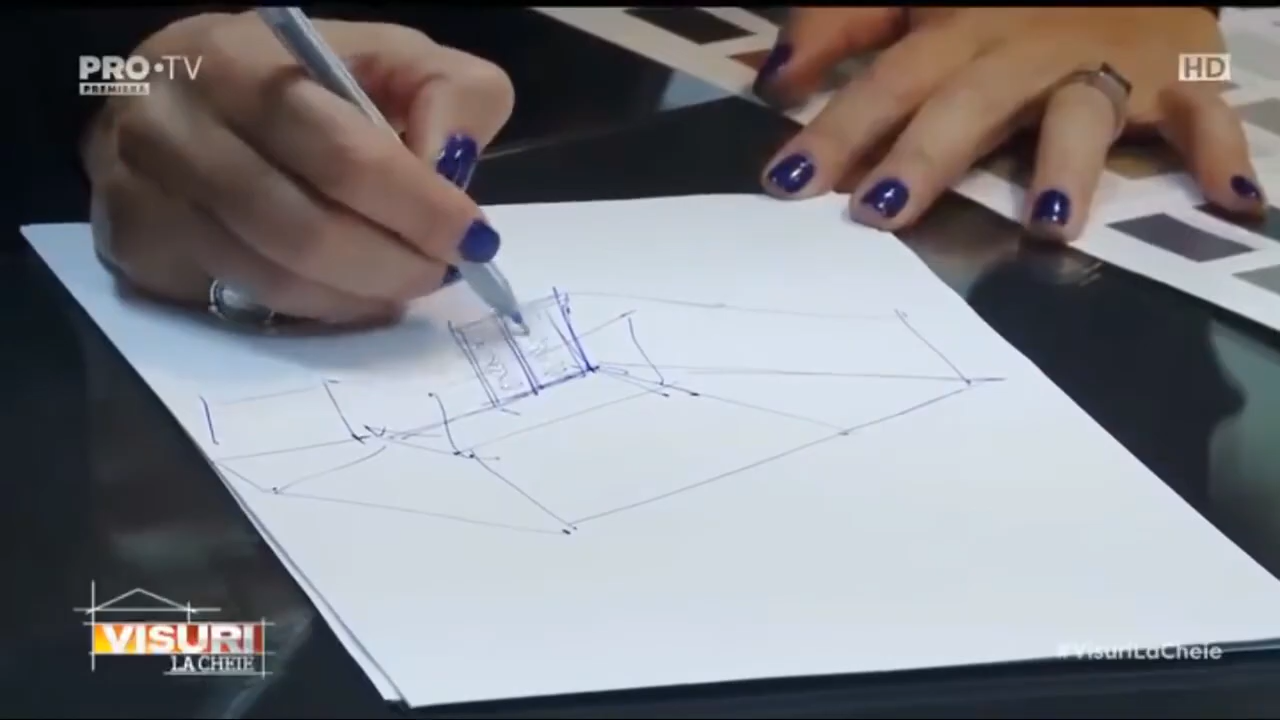 PRO•TV
PREMIERA
HD
VISURI
LA CHEIE
#VisuriLaCheie